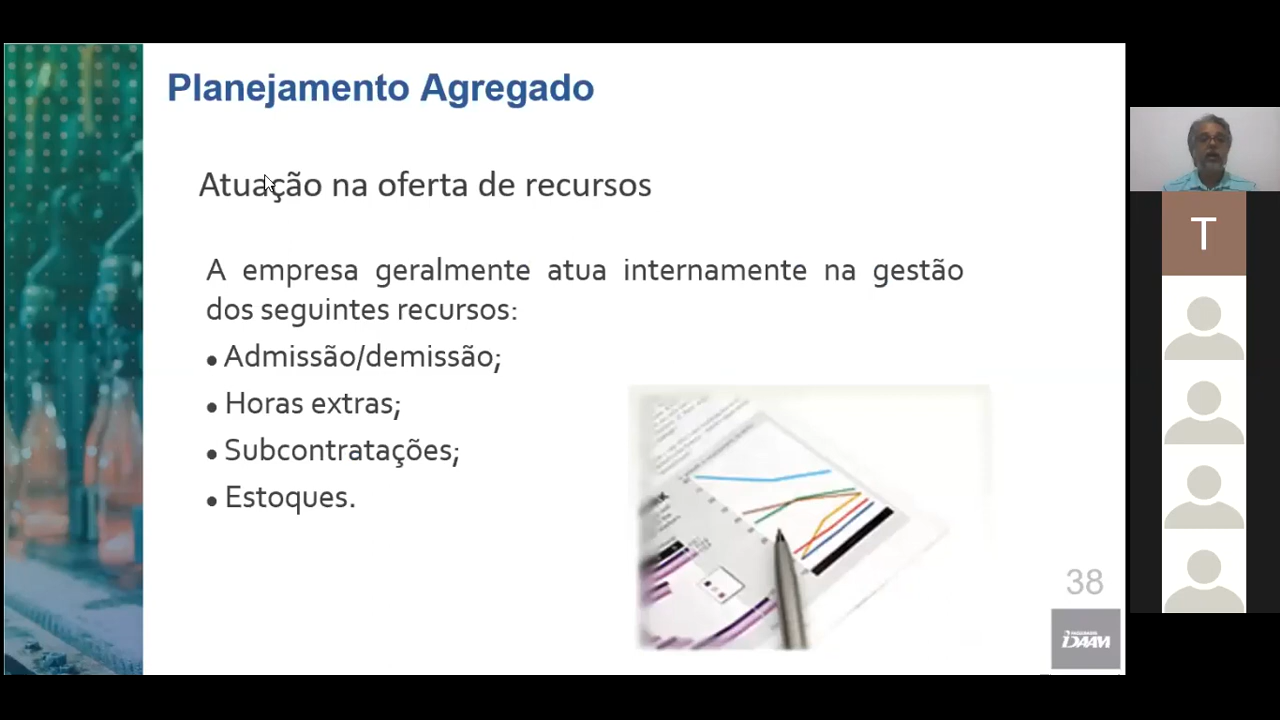 Planejamento Agregado
Atuação na oferta de recursos
A empresa geralmente atua internamente na gestão
dos seguintes recursos:
• Admissão/demissão;
• Horas extras;
• Subcontratações;
• Estoques.
38
IDAAM
T